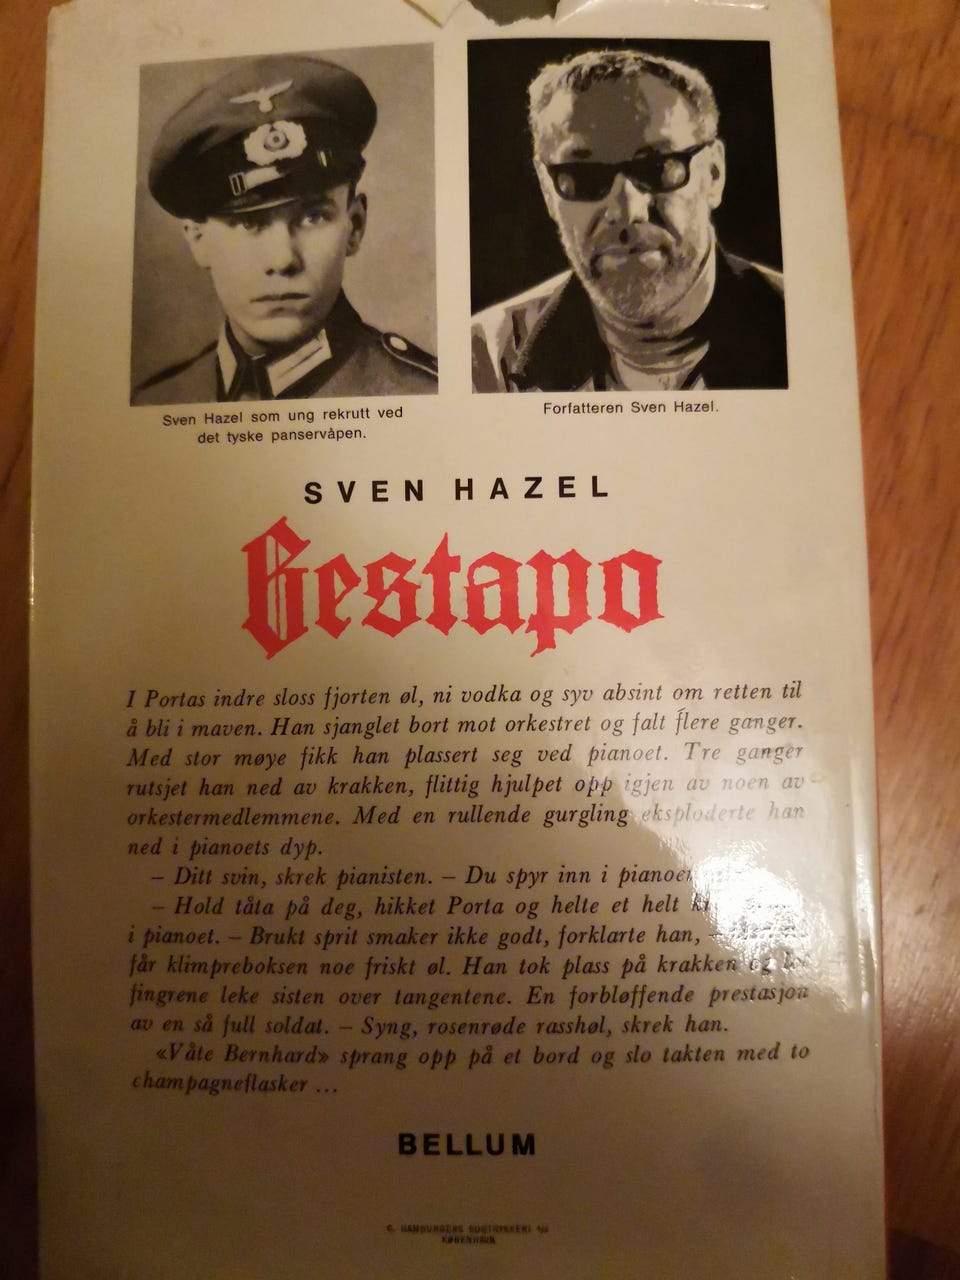 Sven Hazel som ung rekrutt ved
det tyske panservåpen.
Forfatteren Sven Hazel.
SVEN HAZEL
Gestapo
I Portas indre sloss fjorten øl, ni vodka og syv absint om retten til
å bli i maven. Han sjanglet bort mot orkestret og falt flere ganger.
Med stor møye fikk han plassert seg ved pianoet. Tre ganger
rutsjet han ned av krakken, flittig hjulpet opp igjen av noen av
orkestermedlemmene. Med en rullende gurgling eksploderte han
ned i pianoets dyp.
– Ditt svin, skrek pianisten. – Du spyr inn i
– Hold tåta på deg, hikket Porta og helte et helt
i pianoet. – Brukt sprit smaker ikke godt, forklarte han,
får klimpreboksen noe friskt øl. Han tok plass på krakken og lot
fingrene leke sisten over tangentene. En forbløffende prestasjon
av en så full soldat. – Syng, rosenrøde rasshøl, skrek han.
«Våte Bernhard» sprang opp på et bord og slo takten med to
champagneflasker ...
BELLUM
C. HAMBURGERS BOGTRYKKERI A/S
KØBENHAVN